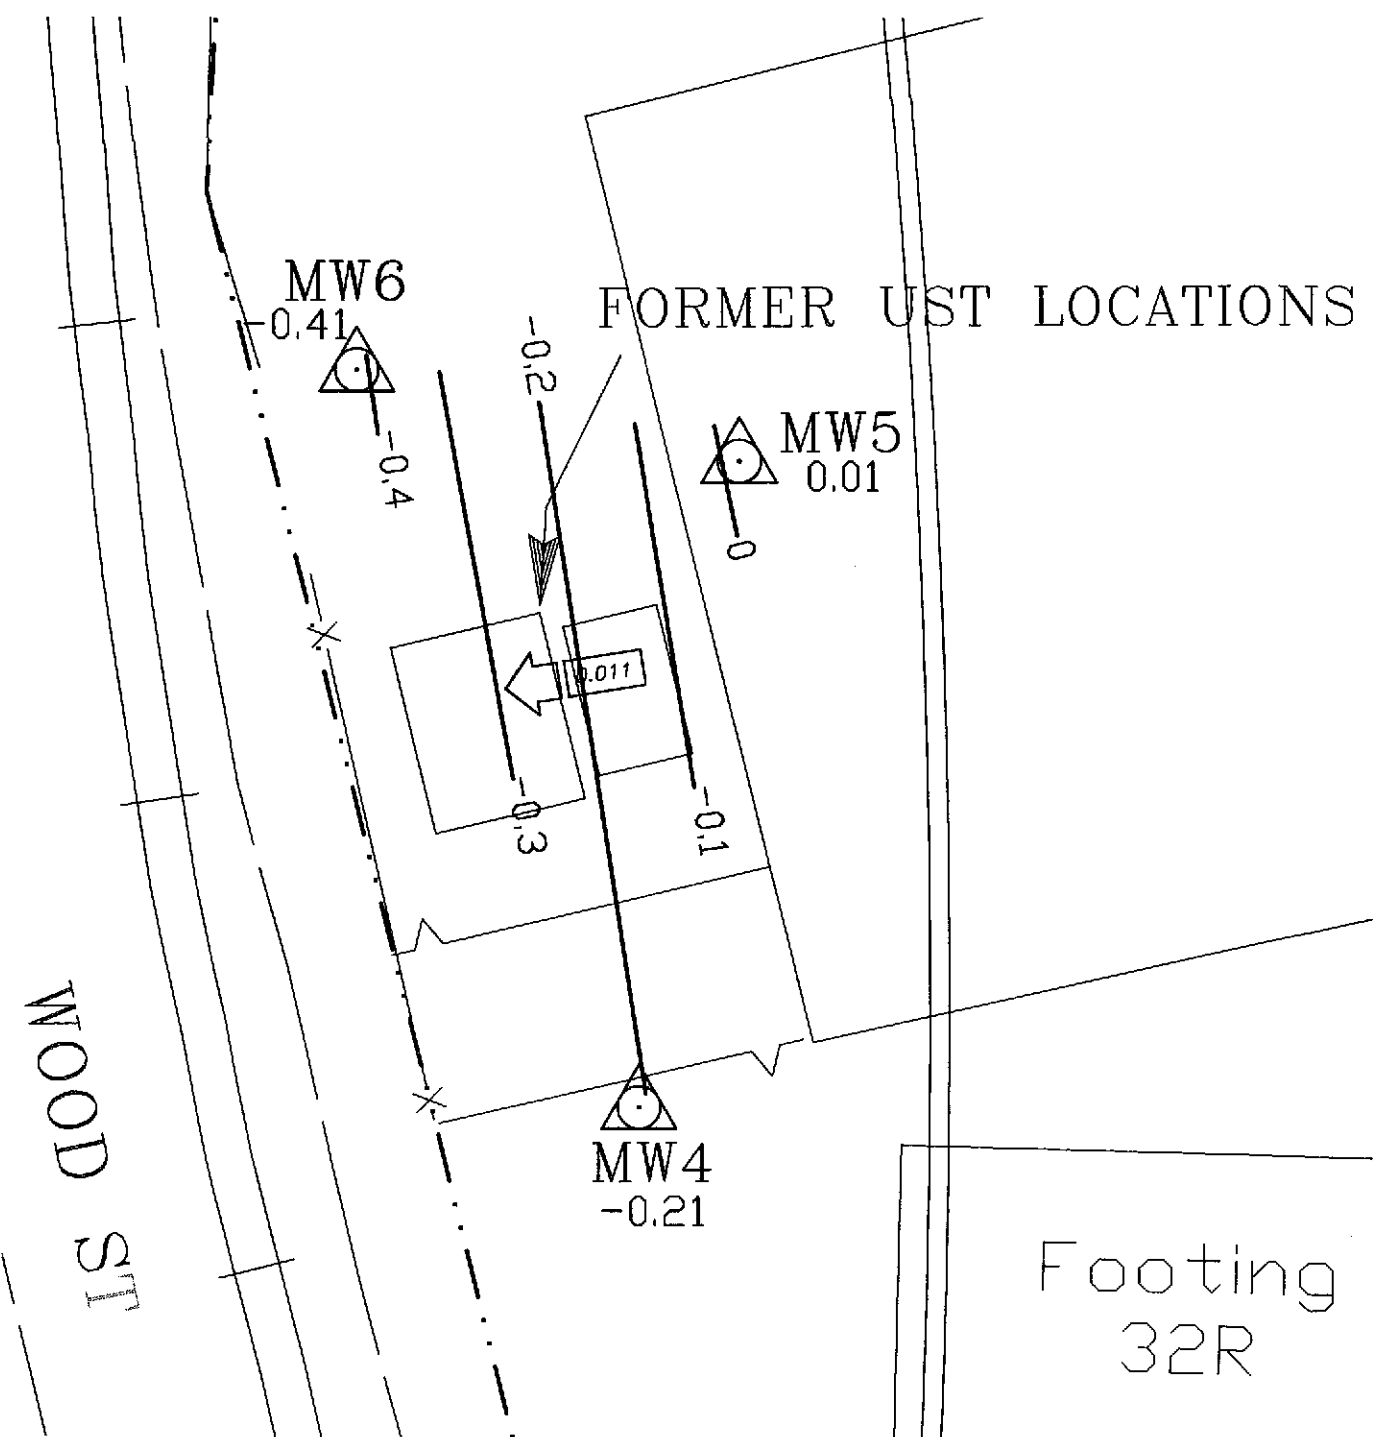 MW6
-0.41
FORMER UST LOCATIONS
-0.2
MW5
0.01
-0.4
0
0.011
-0.3
-0.1
WOOD ST
MW4
-0.21
Footing
32R